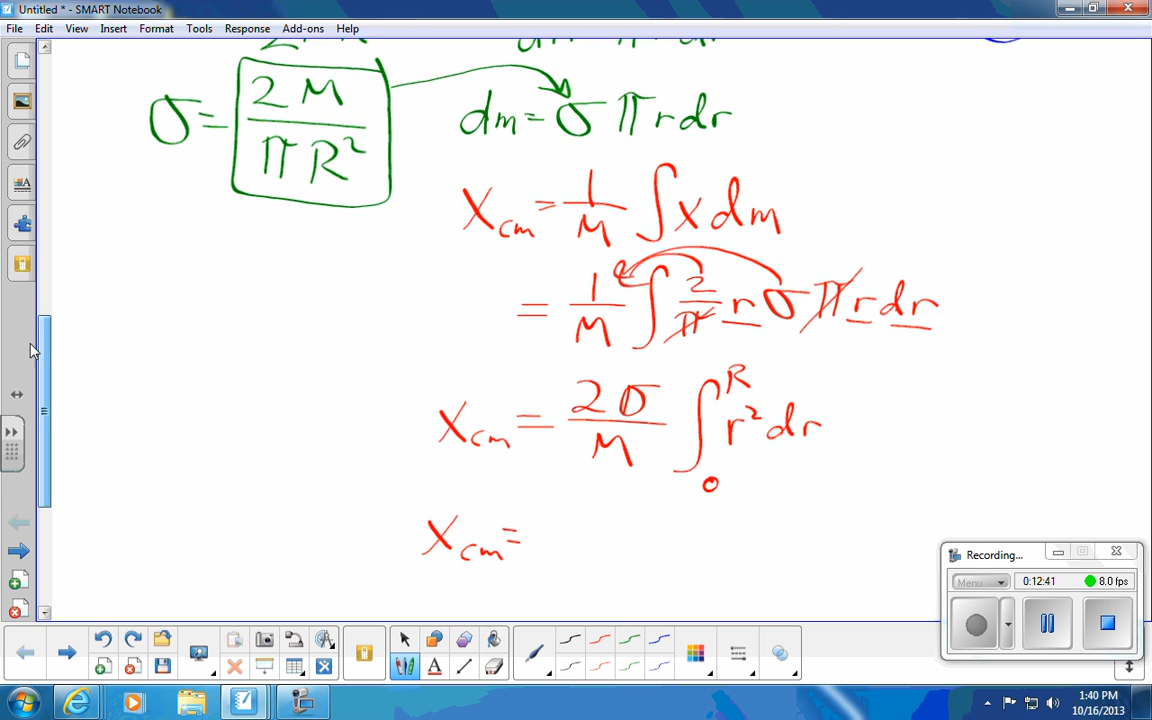 Untitled * - SMART Notebook
File Edit View Insert Format Tools Response Add-ons Help
σ = 2M / πR²
dm = σ π r dr
x_cm = 1/M ∫ x dm
= 1/M ∫ 2/π r σ π r dr
x_cm = 2σ/M ∫₀ᴿ r² dr
x_cm =
Recording...
Menu 0:12:41 8.0 fps
1:40 PM
10/16/2013